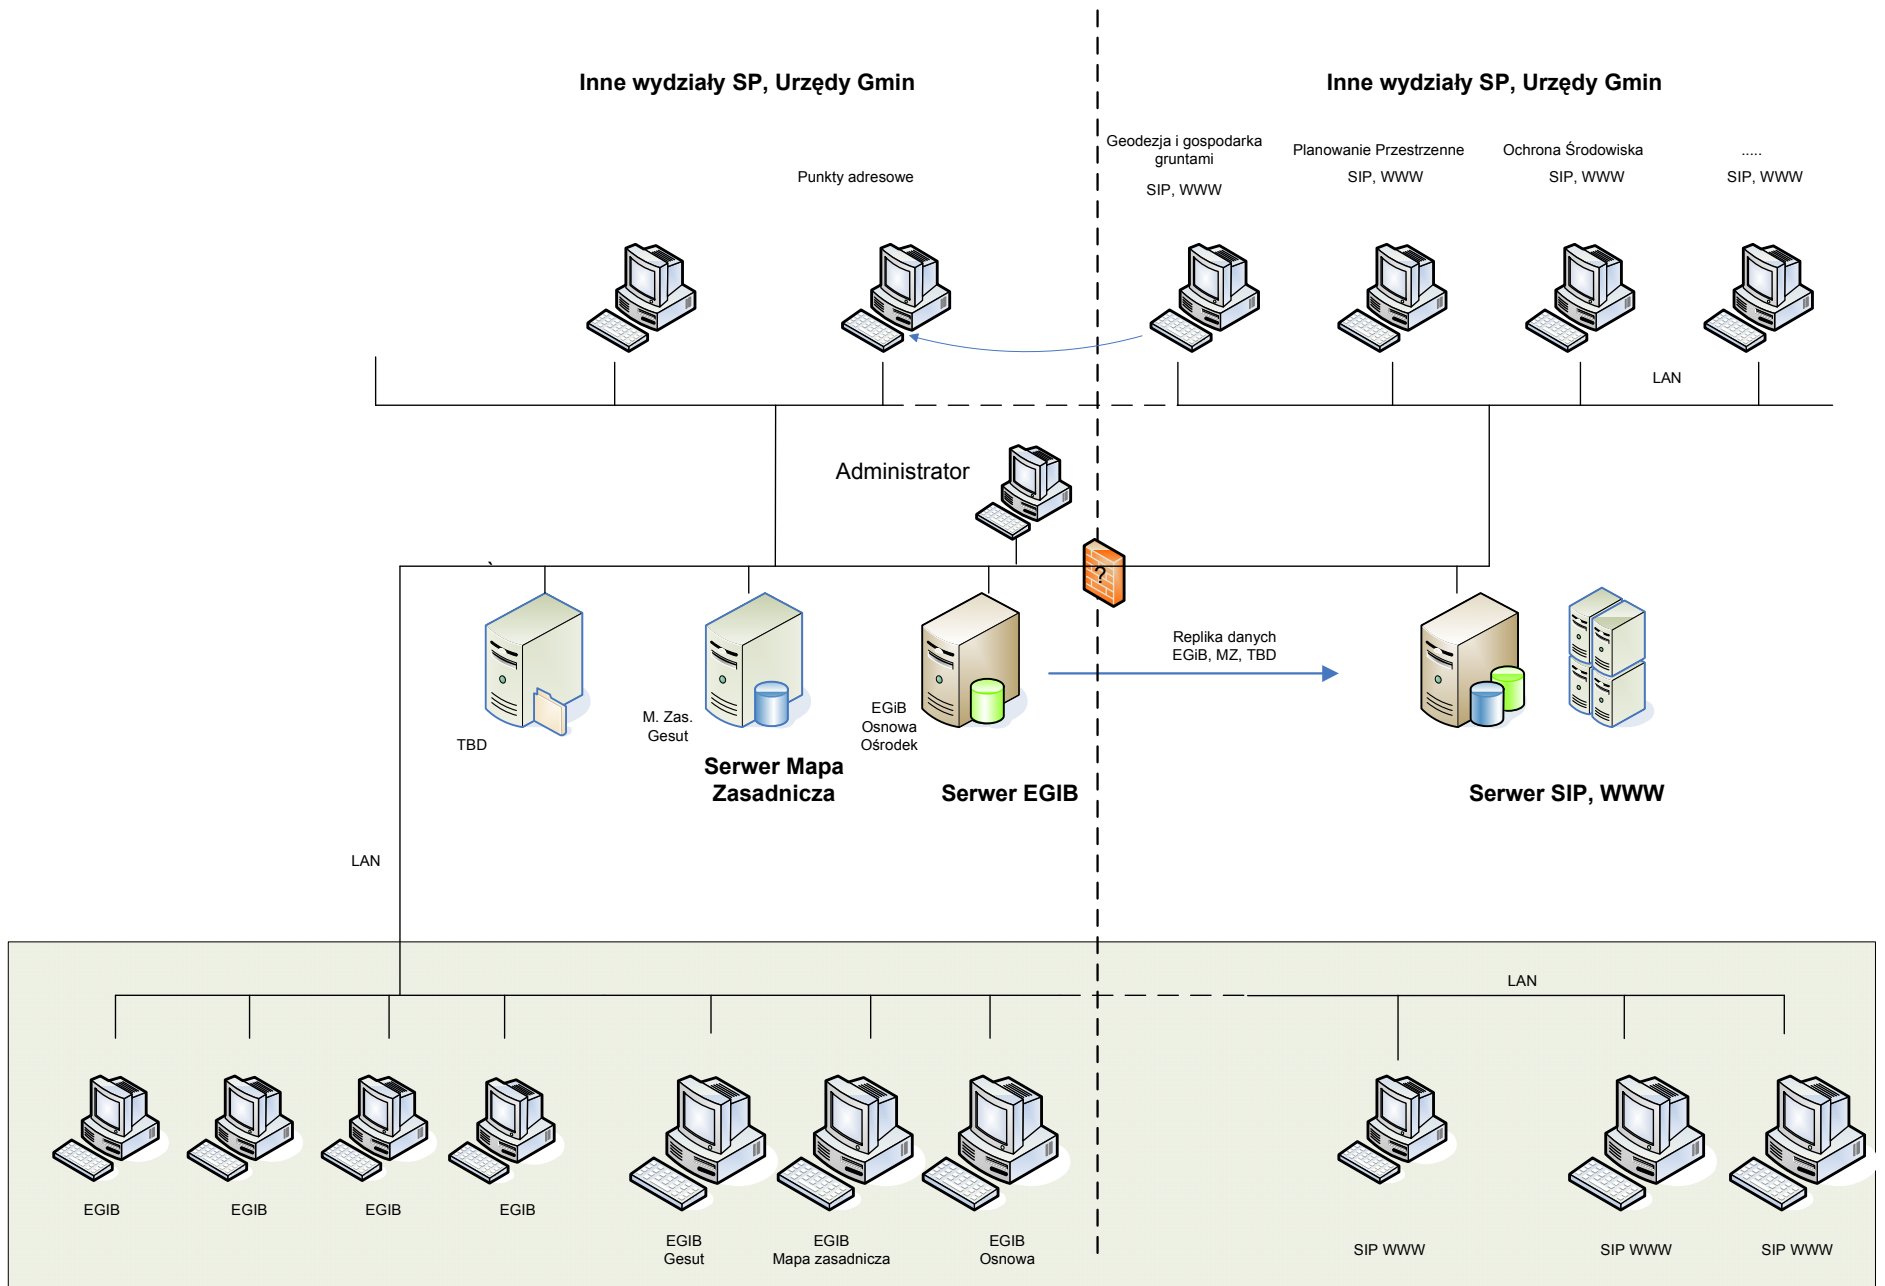 Inne wydziały SP, Urzędy Gmin
Inne wydziały SP, Urzędy Gmin
Punkty adresowe
Geodezja i gospodarka
gruntami
SIP, WWW
Planowanie Przestrzenne
SIP, WWW
Ochrona Środowiska
SIP, WWW
.....
SIP, WWW
LAN
Administrator
`
?
TBD
M. Zas.
Gesut
Serwer Mapa
Zasadnicza
EGiB
Osnowa
Ośrodek
Serwer EGIB
Replika danych
EGiB, MZ, TBD
Serwer SIP, WWW
LAN
LAN
EGIB
EGIB
EGIB
EGIB
EGIB
Gesut
EGIB
Mapa zasadnicza
EGIB
Osnowa
SIP WWW
SIP WWW
SIP WWW